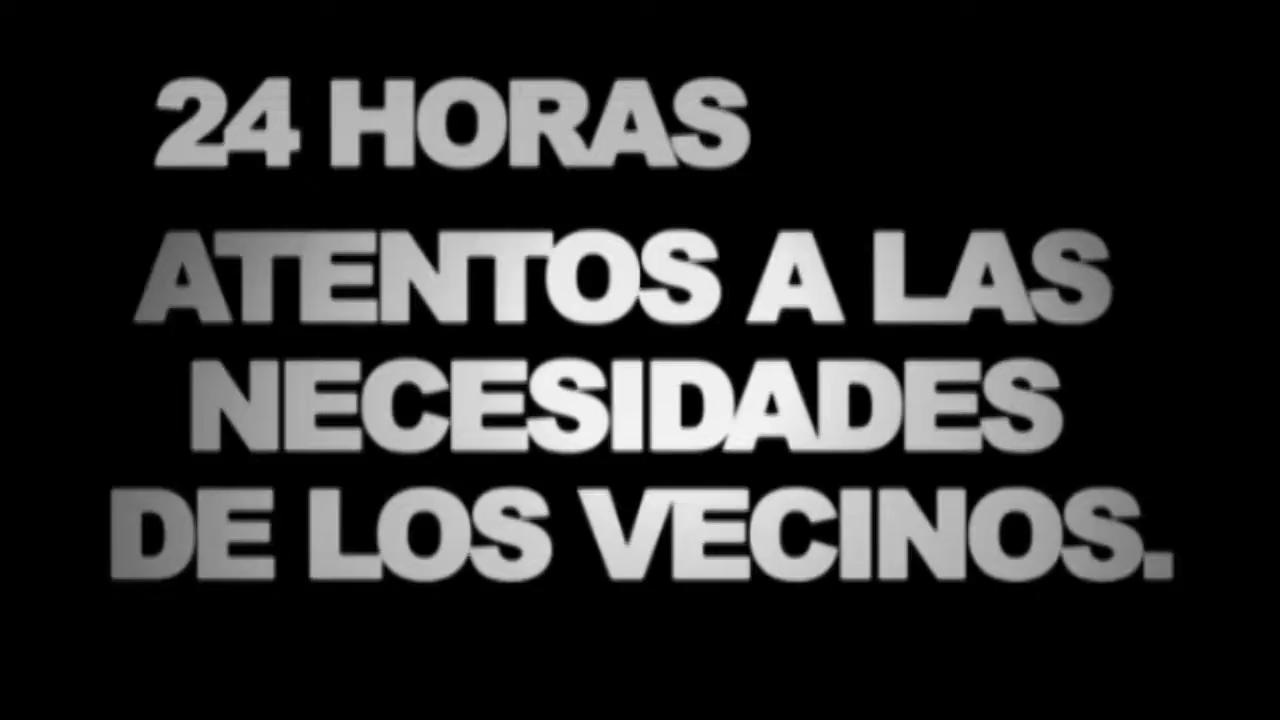 24 HORAS
ATENTOS A LAS
NECESIDADES
DE LOS VECINOS.